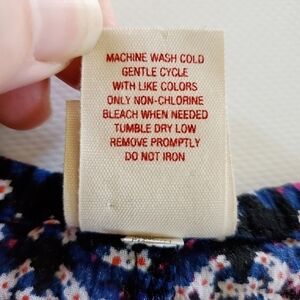 MACHINE WASH COLD
GENTLE CYCLE
WITH LIKE COLORS
ONLY NON-CHLORINE
BLEACH WHEN NEEDED
TUMBLE DRY LOW
REMOVE PROMPTLY
DO NOT IRON